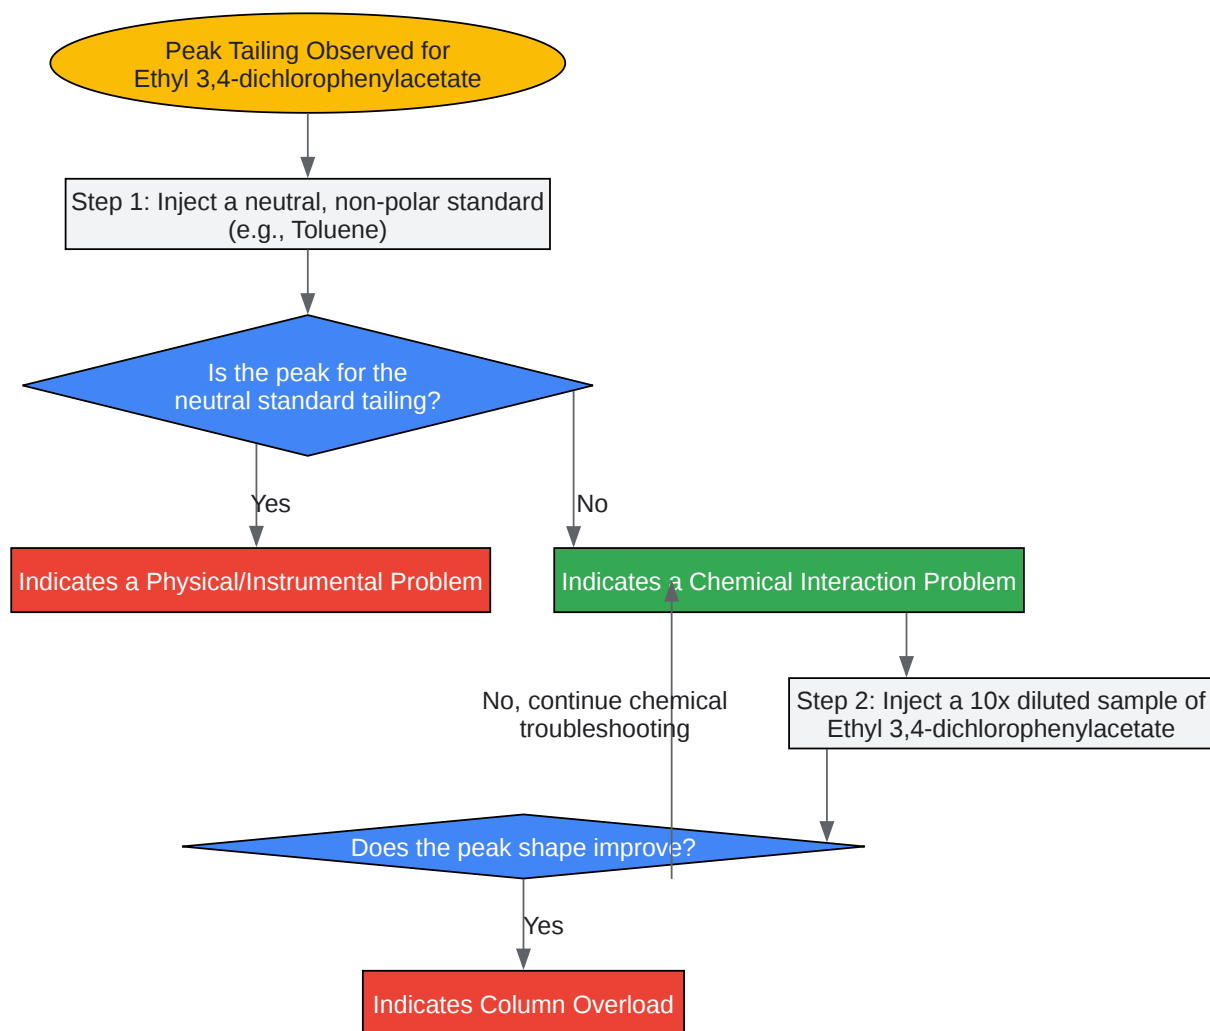 Peak Tailing Observed for
Ethyl 3,4-dichlorophenylacetate
Step 1: Inject a neutral, non-polar standard
(e.g., Toluene)
Is the peak for the
neutral standard tailing?
Yes
No
Indicates a Physical/Instrumental Problem
Indicates a Chemical Interaction Problem
No, continue chemical
troubleshooting
Step 2: Inject a 10x diluted sample of
Ethyl 3,4-dichlorophenylacetate
Does the peak shape improve?
Yes
Indicates Column Overload